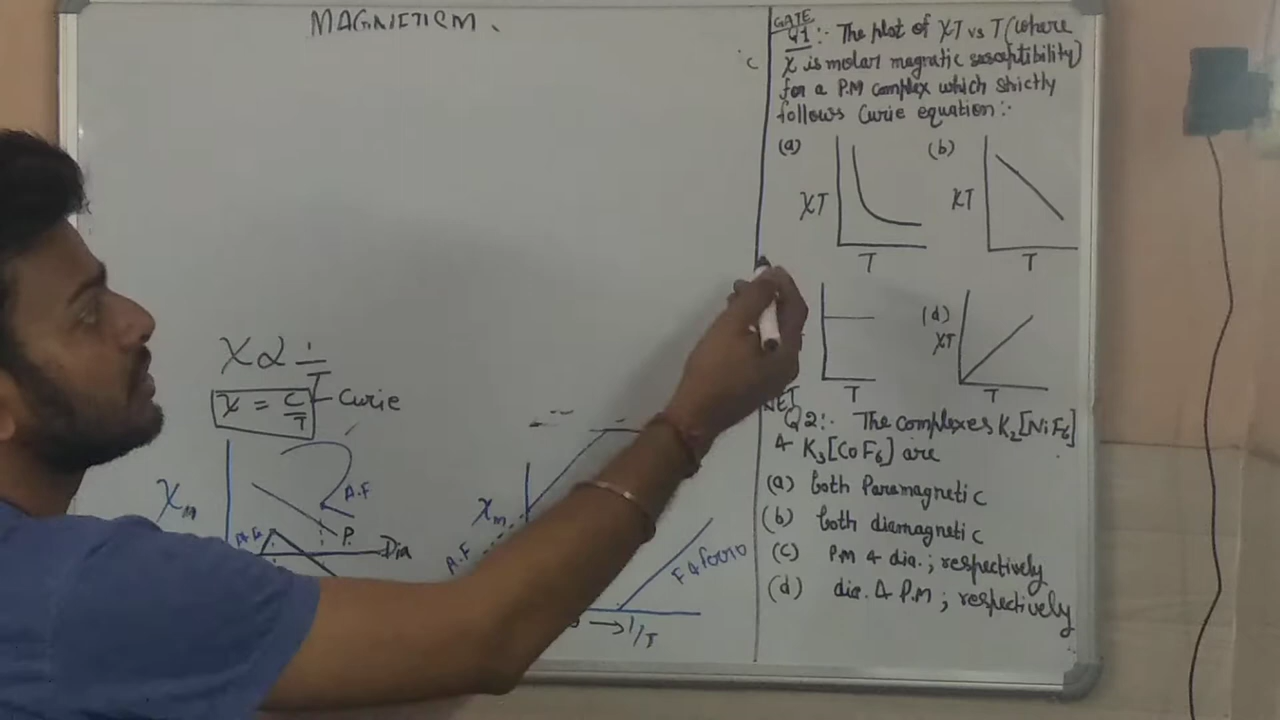 MAGNETISM.
χ ∝ 1/T
χ = C/T - Curie
χm
A.F
P.
Dia
χm
A.F
F & ferro
→ 1/T
GATE
Q1:- The plot of χT vs T (where
χ is molar magnatic susceptibility)
for a P.M complex which strictly
follows Curie equation:-
(a)
χT
T
(b)
χT
T
T
(d)
χT
T
NET
Q2:- The complexes K₂[NiF₆]
& K₃[CoF₆] are
(a) both Paramagnetic
(b) both diamagnetic
(c) P.M & dia.; respectively
(d) dia. & P.M; respectively